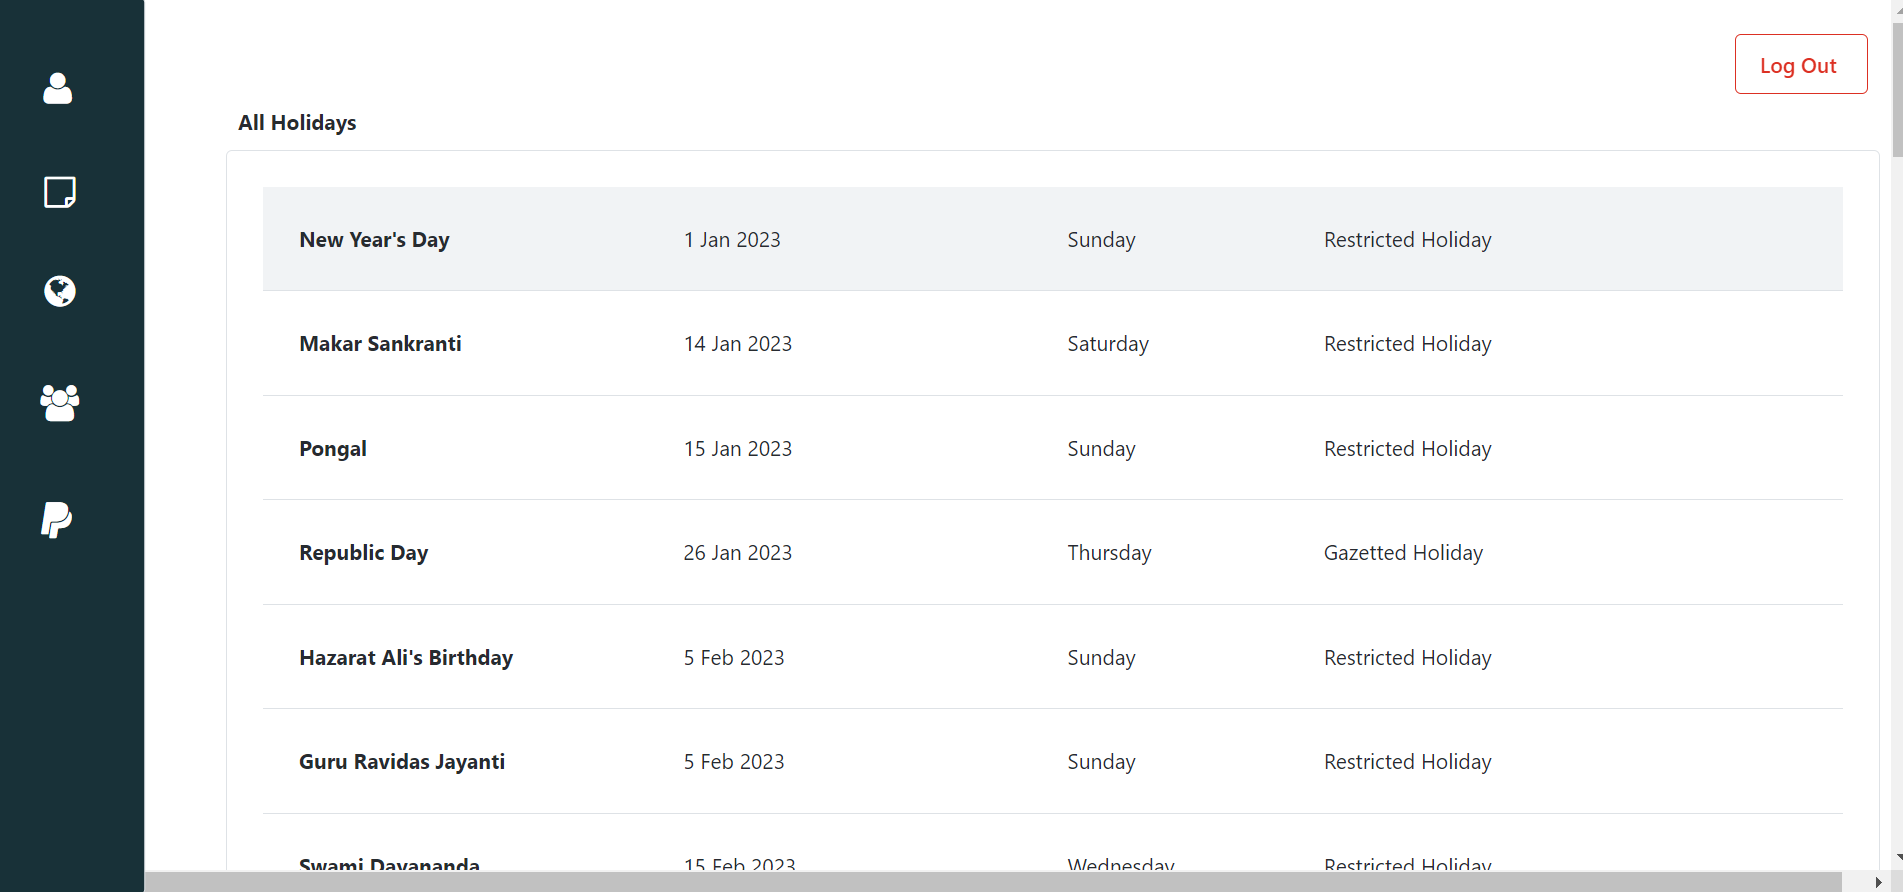 Log Out
All Holidays
New Year's Day 1 Jan 2023 Sunday Restricted Holiday
Makar Sankranti 14 Jan 2023 Saturday Restricted Holiday
Pongal 15 Jan 2023 Sunday Restricted Holiday
Republic Day 26 Jan 2023 Thursday Gazetted Holiday
Hazarat Ali's Birthday 5 Feb 2023 Sunday Restricted Holiday
Guru Ravidas Jayanti 5 Feb 2023 Sunday Restricted Holiday
Swami Dayananda 15 Feb 2023 Wednesday Restricted Holiday